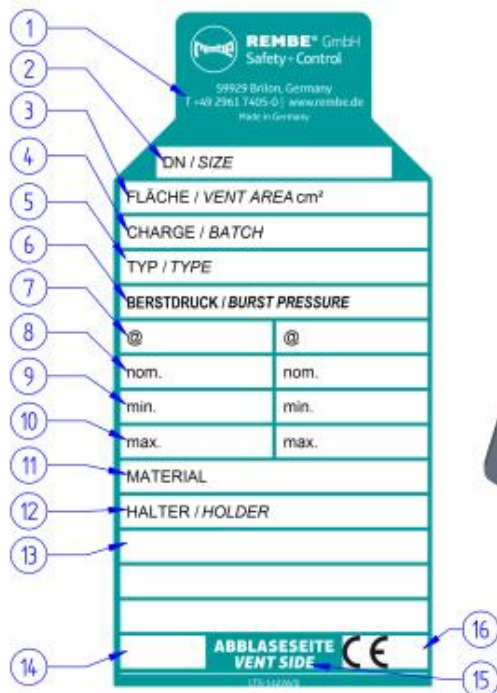 1
2
3
4
5
6
7
8
9
10
11
12
13
14
15
16
Rembe
REMBE® GmbH
Safety + Control
59929 Brilon, Germany
T +49 2961 7405-0 | www.rembe.de
Made in Germany
DN / SIZE
FLÄCHE / VENT AREA cm²
CHARGE / BATCH
TYP / TYPE
BERSTDRUCK / BURST PRESSURE
@ @
nom. nom.
min. min.
max. max.
MATERIAL
HALTER / HOLDER
ABBLASESEITE
VENT SIDE
CE